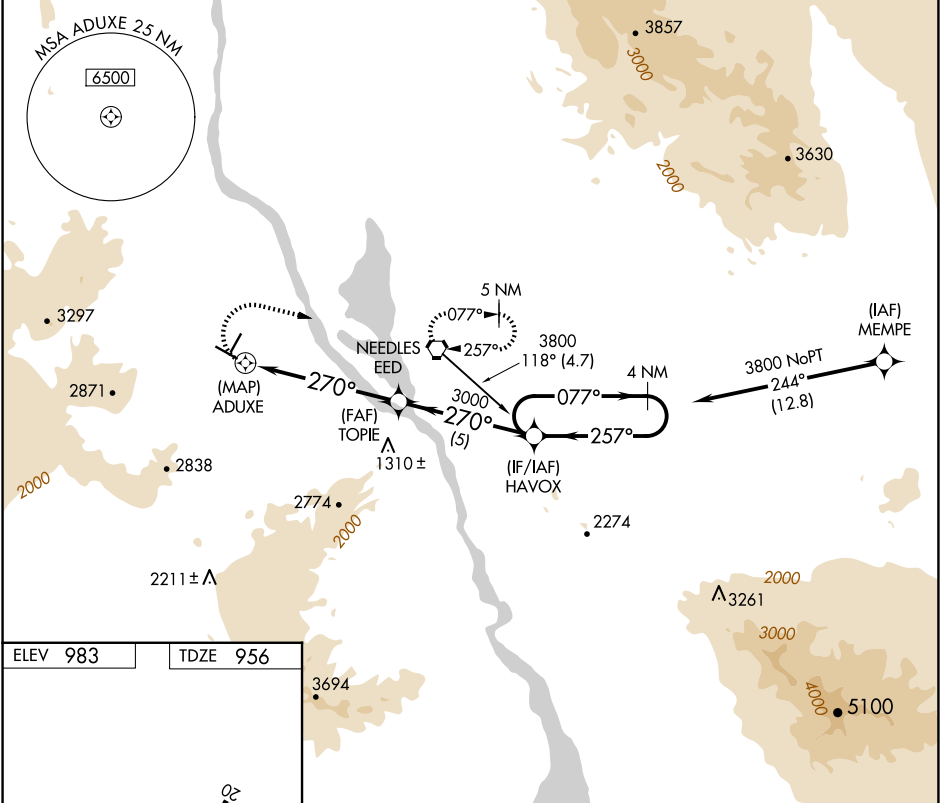 MSA ADUXE 25 NM
6500
3857
3000
3630
2000
3297
2871
2838
2000
(MAP)
ADUXE
270°
NEEDLES
EED
(FAF)
TOPIE
1310 ±
5 NM
077°
257°
3800
118° (4.7)
3000
270°
(5)
4 NM
077°
257°
(IF/IAF)
HAVOX
(IAF)
MEMPE
3800 NoPT
244°
(12.8)
2774
2000
2274
2211 ±
2000
3261
3000
4000
5100
3694
ELEV 983
TDZE 956
20